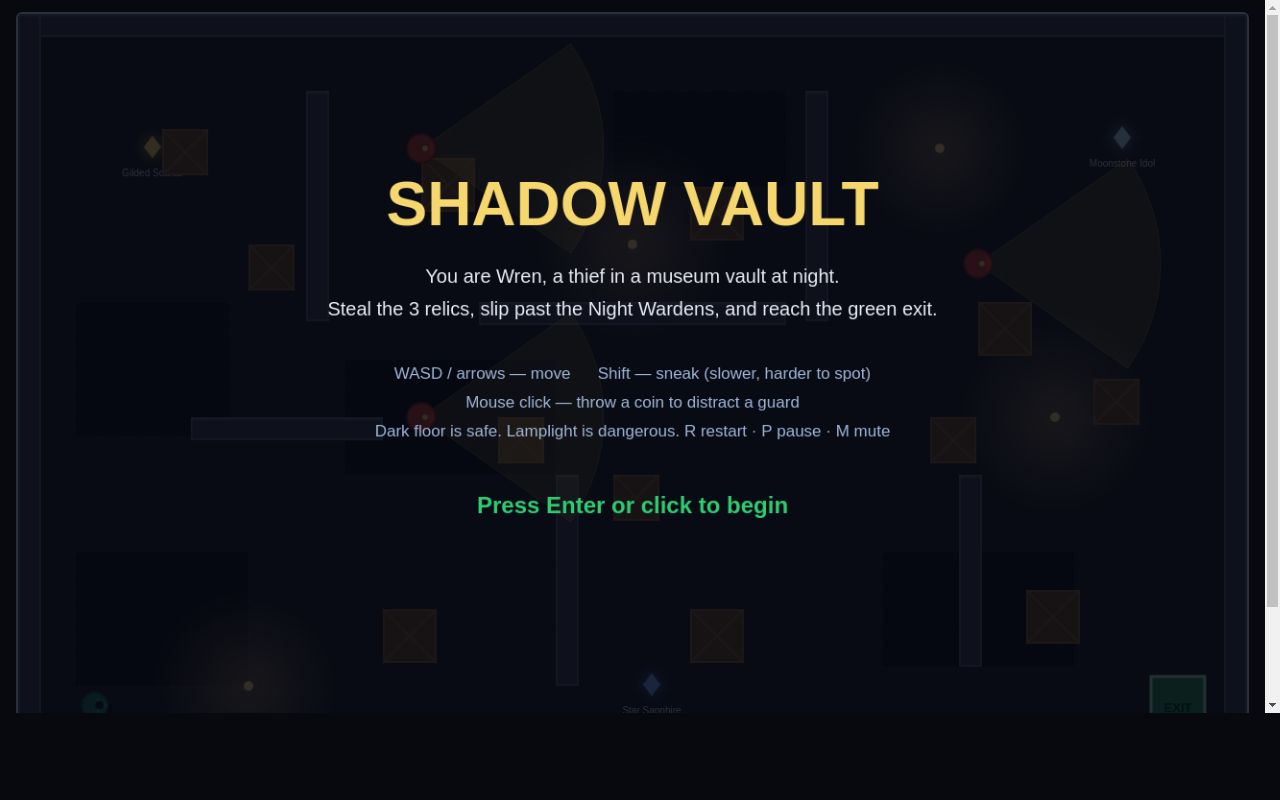 Gilded Sc
Moonstone Idol
SHADOW VAULT
You are Wren, a thief in a museum vault at night.
Steal the 3 relics, slip past the Night Wardens, and reach the green exit.
WASD / arrows — move Shift — sneak (slower, harder to spot)
Mouse click — throw a coin to distract a guard
Dark floor is safe. Lamplight is dangerous. R restart · P pause · M mute
Press Enter or click to begin
Star Sapphire
EXIT